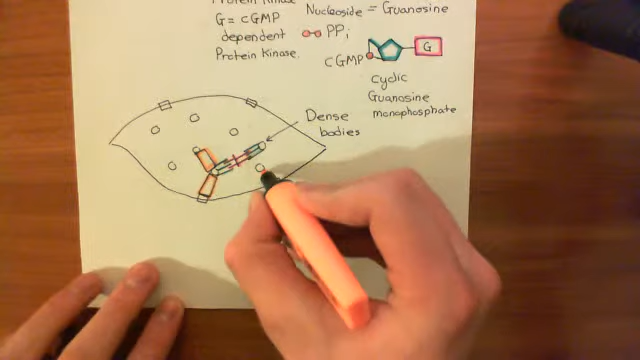 Protein Kinase
G = cGMP
dependent
Protein Kinase.
Nucleoside = Guanosine
PPi
cGMP
G
cyclic
Guanosine
monophosphate
Dense
bodies